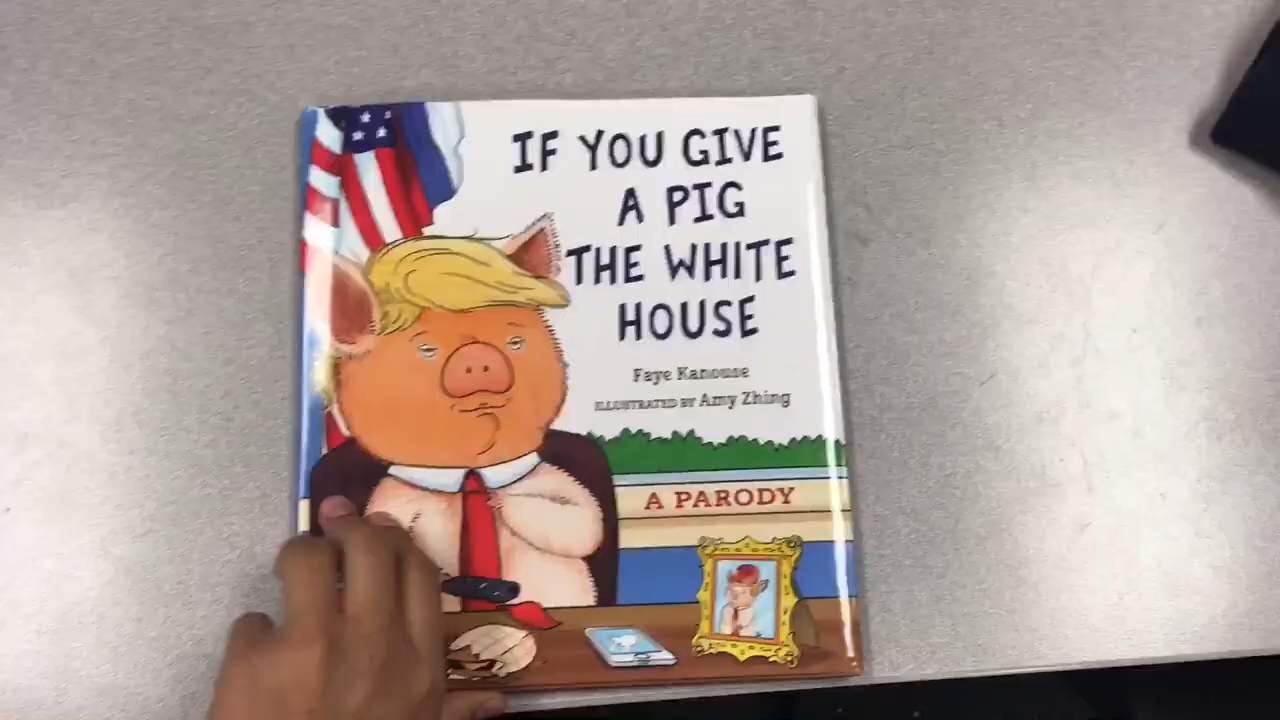 IF YOU GIVE
A PIG
THE WHITE
HOUSE
Faye Kanouse
ILLUSTRATED BY Amy Zhing
A PARODY